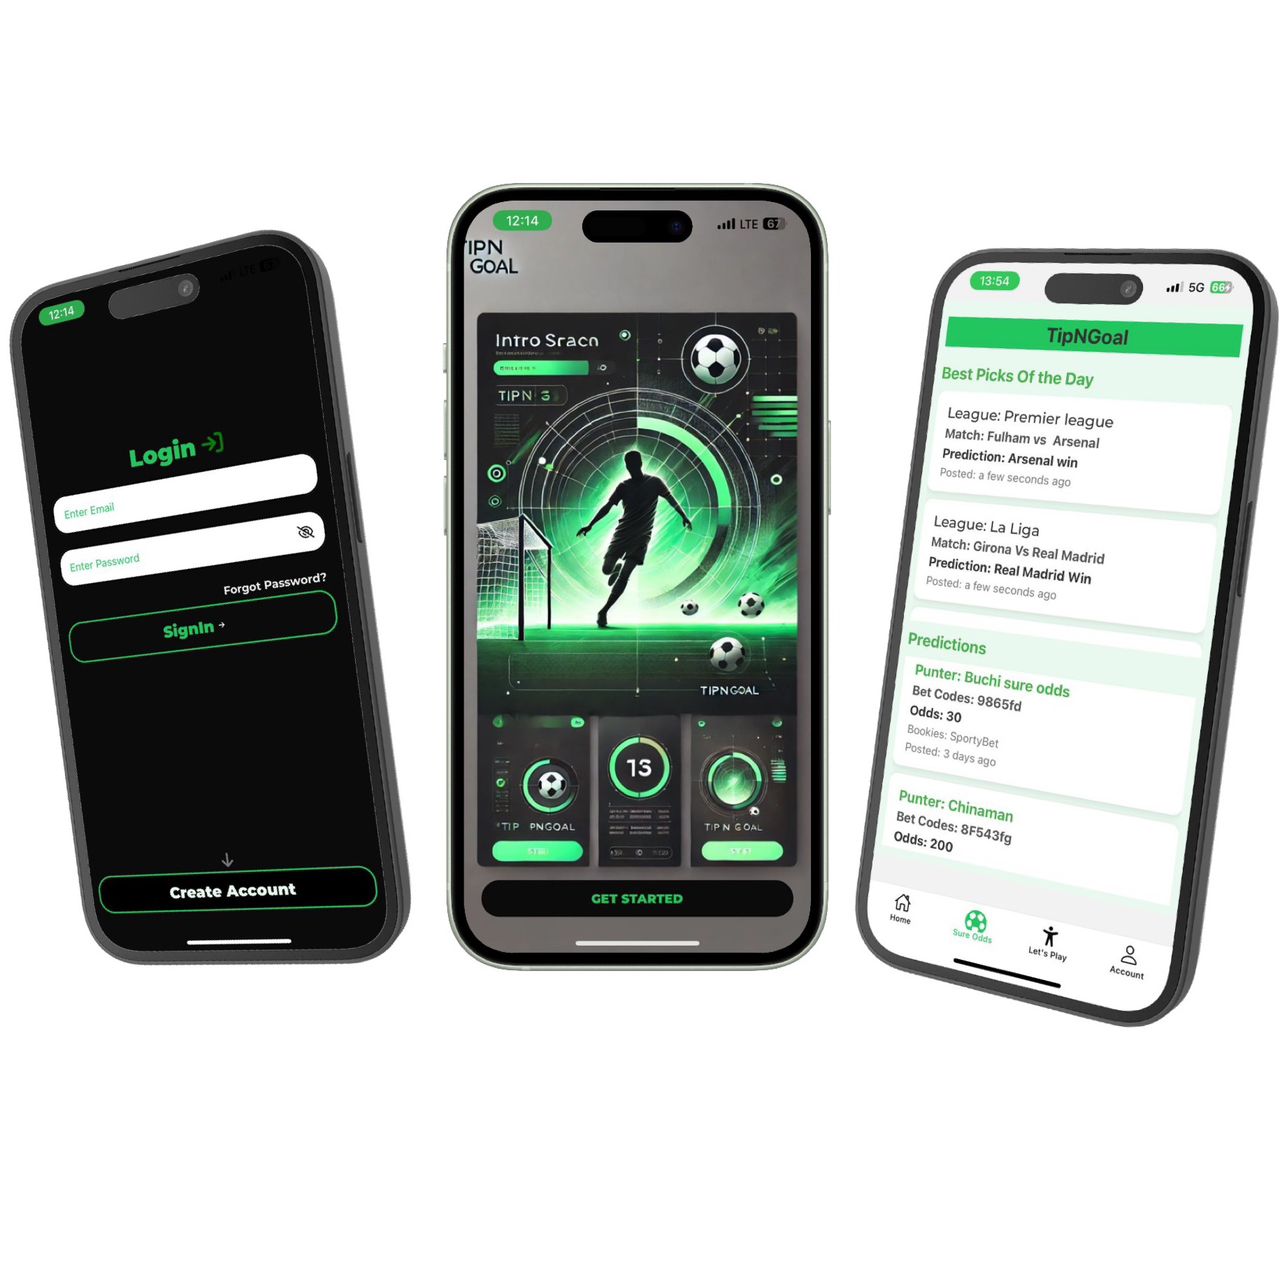 12:14
LTE
Login
Enter Email
Enter Password
Forgot Password?
SignIn
Create Account
12:14
LTE 67
TIPN
GOAL
Intro Sracn
TIPN
TIPNGOAL
13
TIP PNGOAL
TIPN GOAL
GET STARTED
13:54
5G 66
TipNGoal
Best Picks Of the Day
League: Premier league
Match: Fulham vs Arsenal
Prediction: Arsenal win
Posted: a few seconds ago
League: La Liga
Match: Girona Vs Real Madrid
Prediction: Real Madrid Win
Posted: a few seconds ago
Predictions
Punter: Buchi sure odds
Bet Codes: 9865fd
Odds: 30
Bookies: SportyBet
Posted: 3 days ago
Punter: Chinaman
Bet Codes: 8F543fg
Odds: 200
Home
Sure Odds
Let's Play
Account